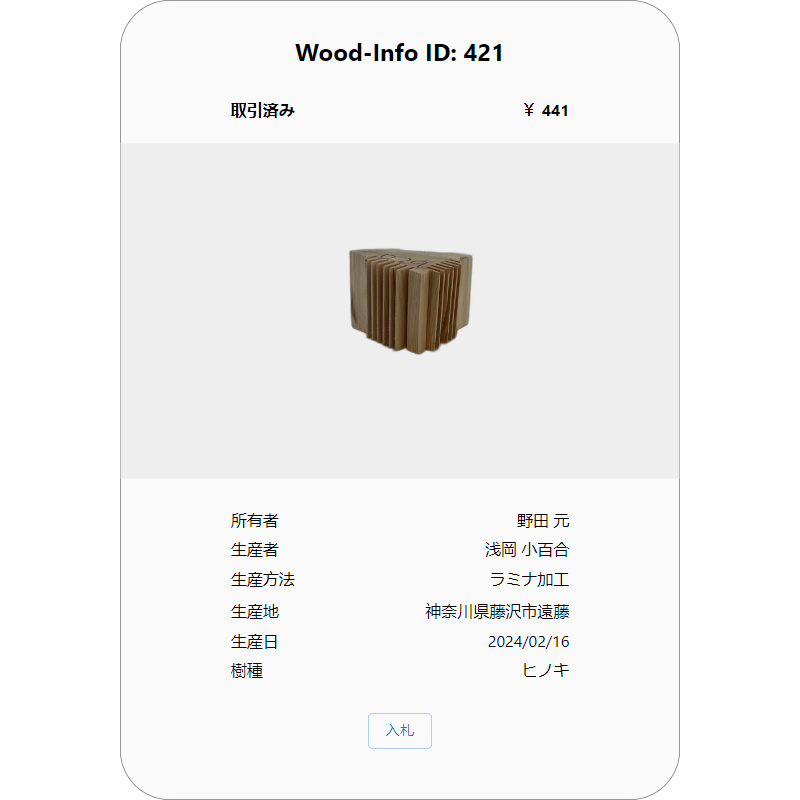 Wood-Info ID: 421
取引済み ￥ 441
所有者 野田 元
生産者 浅岡 小百合
生産方法 ラミナ加工
生産地 神奈川県藤沢市遠藤
生産日 2024/02/16
樹種 ヒノキ
入札